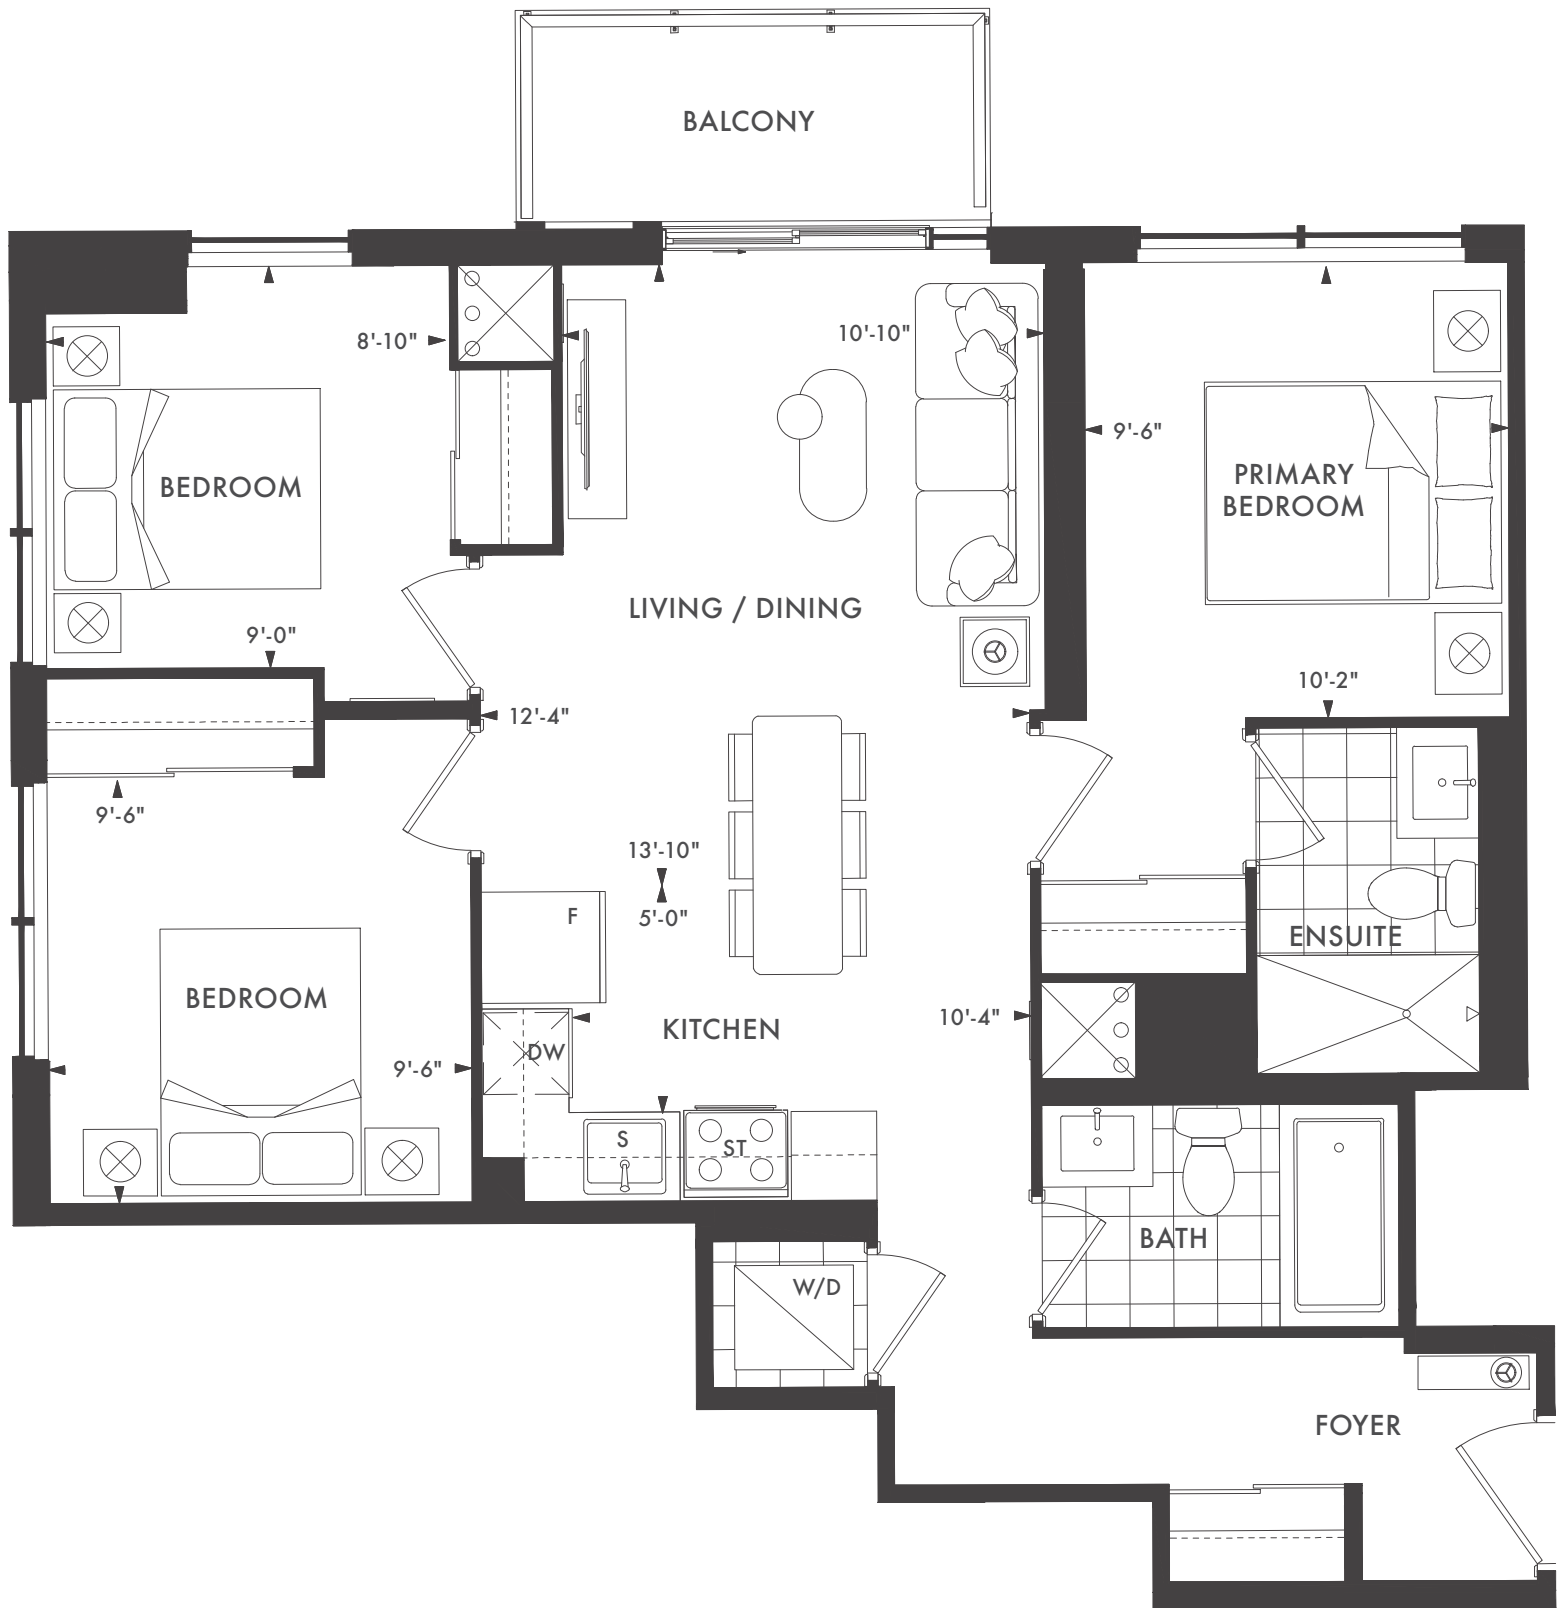 BALCONY
8'-10"
10'-10"
9'-6"
BEDROOM
PRIMARY
BEDROOM
LIVING / DINING
9'-0"
10'-2"
12'-4"
9'-6"
13'-10"
5'-0"
F
ENSUITE
BEDROOM
10'-4"
KITCHEN
DW
9'-6"
S
ST
BATH
W/D
FOYER